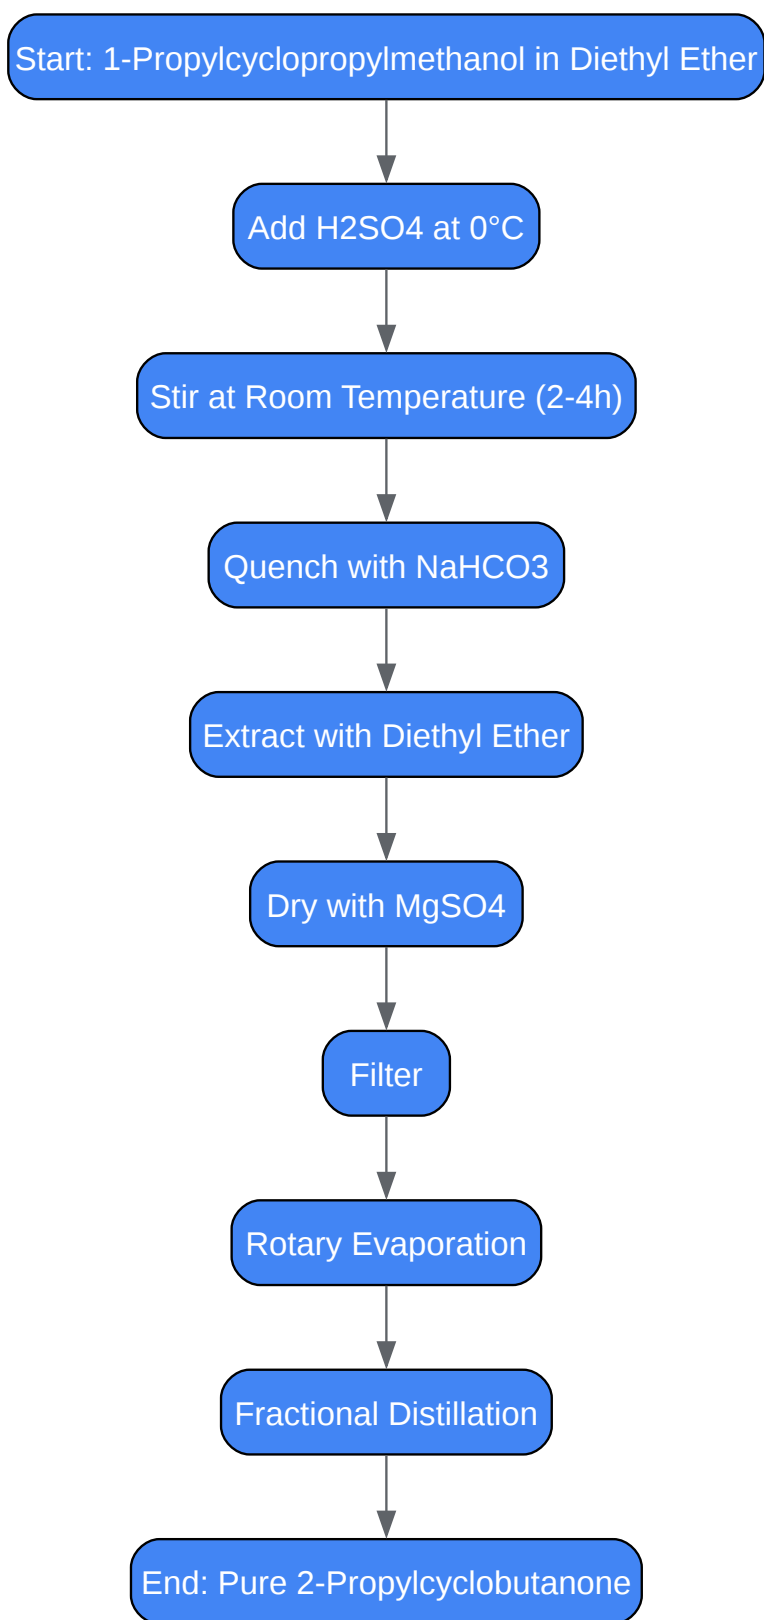 Start: 1-Propylcyclopropylmethanol in Diethyl Ether
Add H2SO4 at 0°C
Stir at Room Temperature (2-4h)
Quench with NaHCO3
Extract with Diethyl Ether
Dry with MgSO4
Filter
Rotary Evaporation
Fractional Distillation
End: Pure 2-Propylcyclobutanone